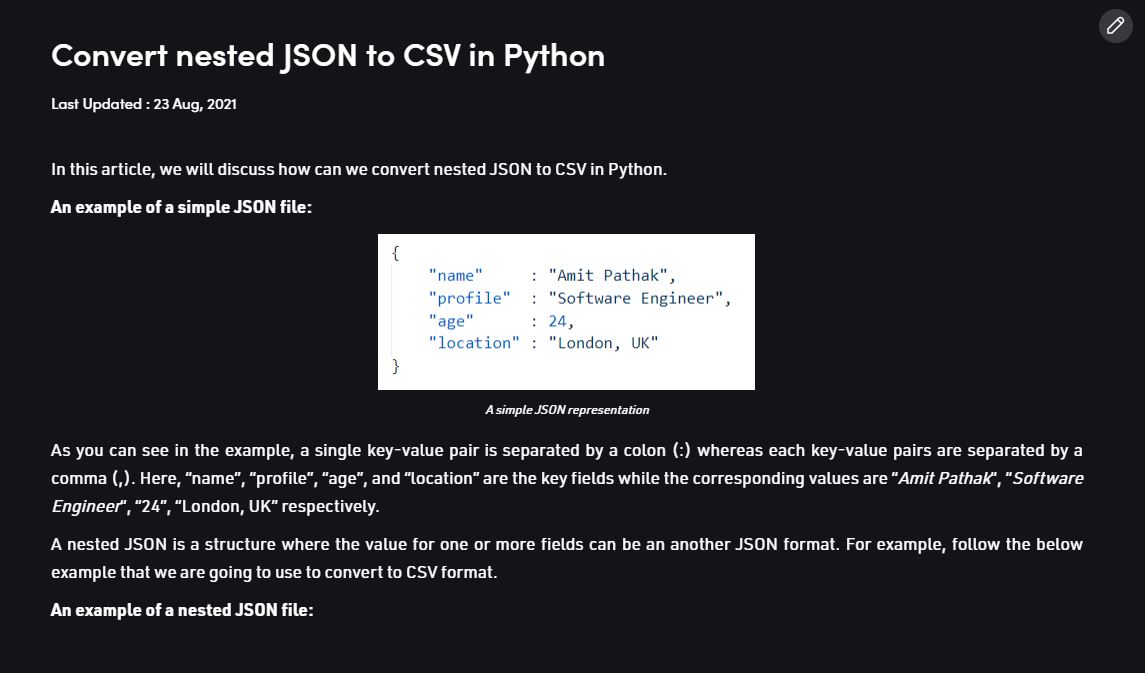 Convert nested JSON to CSV in Python
Last Updated : 23 Aug, 2021
In this article, we will discuss how can we convert nested JSON to CSV in Python.
An example of a simple JSON file:
{
"name" : "Amit Pathak",
"profile" : "Software Engineer",
"age" : 24,
"location" : "London, UK"
}
A simple JSON representation
As you can see in the example, a single key-value pair is separated by a colon (:) whereas each key-value pairs are separated by a
comma (,). Here, “name”, “profile”, “age”, and “location” are the key fields while the corresponding values are “Amit Pathak“, “Software
Engineer“, “24”, “London, UK” respectively.
A nested JSON is a structure where the value for one or more fields can be an another JSON format. For example, follow the below
example that we are going to use to convert to CSV format.
An example of a nested JSON file: